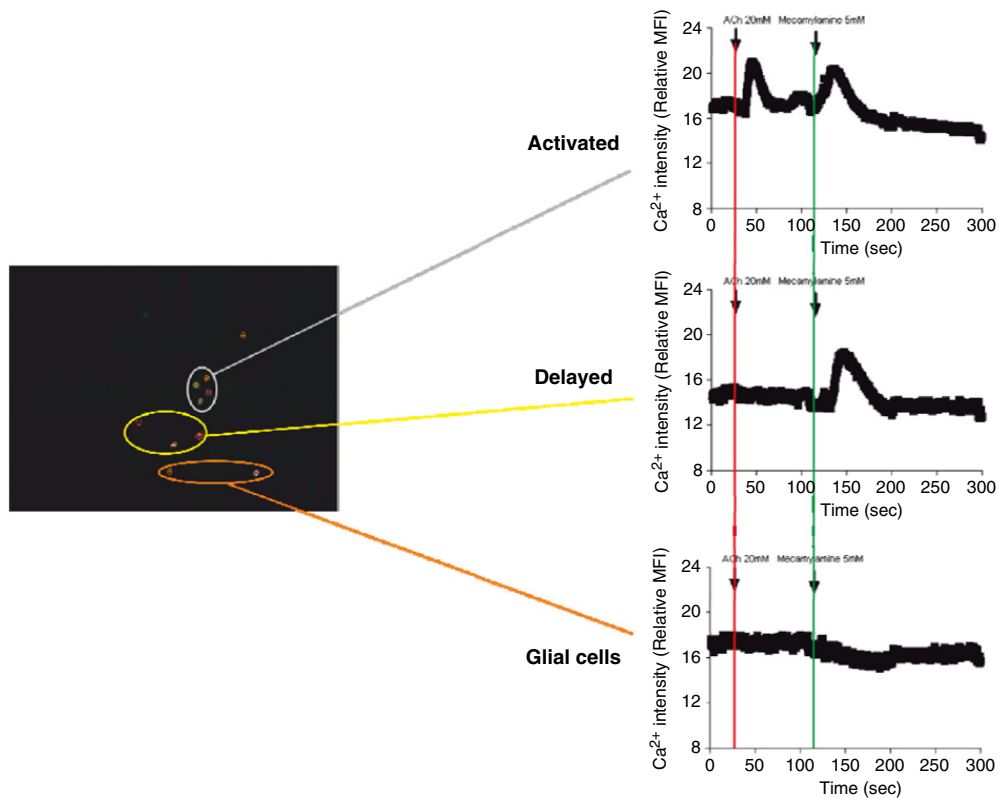 ACh 20mM Mecamylamine 5mM
Ca2+ intensity (Relative MFI)
24
20
16
12
8
0 50 100 150 200 250 300
Time (sec)
Activated
ACh 20mM Mecamylamine 5mM
Ca2+ intensity (Relative MFI)
24
20
16
12
8
0 50 100 150 200 250 300
Time (sec)
Delayed
ACh 20mM Mecamylamine 5mM
Ca2+ intensity (Relative MFI)
24
20
16
12
8
0 50 100 150 200 250 300
Time (sec)
Glial cells